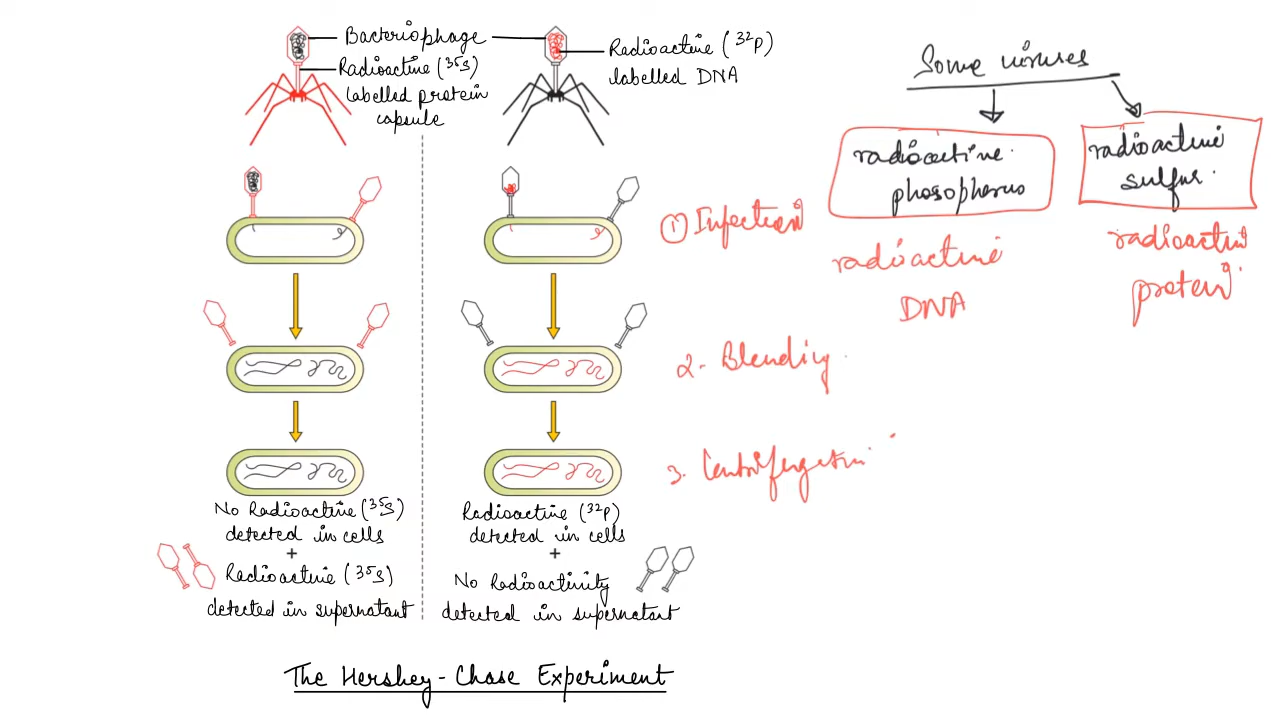 Bacteriophage
Radioactive (³⁵S)
labelled protein
capsule
Radioactive (³²P)
labelled DNA
Some viruses
radioactive
phosopherus
radioactive
sulfur.
radioactive
DNA
radioactive
protein
① Infection
2. Blending
3. Centrifugation
No Radioactive (³⁵S)
detected in cells
+
Radioactive (³⁵S)
detected in supernatant
Radioactive (³²P)
detected in cells
+
No Radioactivity
detected in supernatant
The Hershey-Chase Experiment